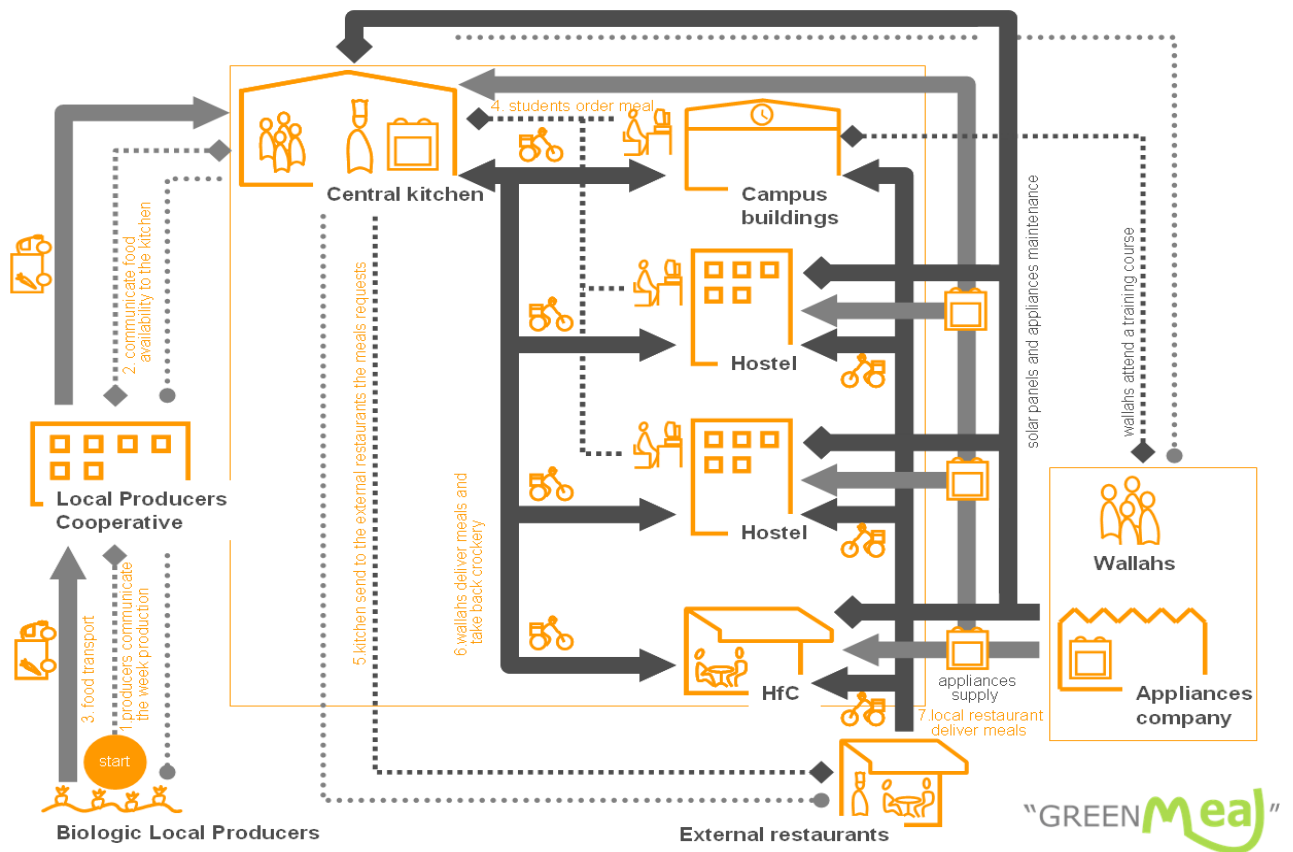 4. students order meal
Central kitchen
Campus
buildings
2. communicate food
availability to the kitchen
5 kitchen send to the external restaurants the meals requests
solar panels and appliances maintenance
wallahs attend a training course
Hostel
Local Producers
Cooperative
6.wallahs deliver meals and
take back crockery
Hostel
Wallahs
3. food transport
1 producers communicate
the week production
start
HfC
appliances
supply
7.local restaurant
deliver meals
Appliances
company
Biologic Local Producers
External restaurants
"GREEN Meal"